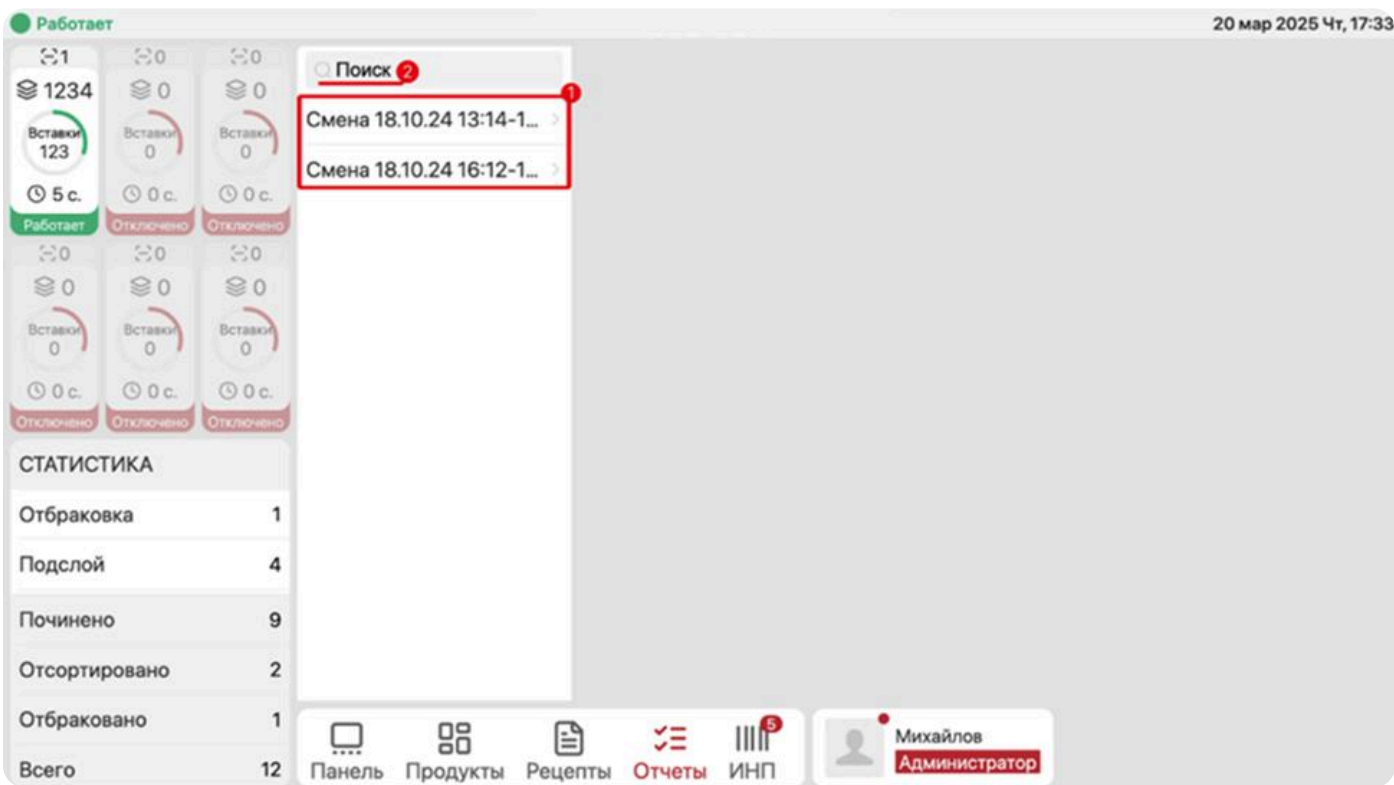 Работает
20 мар 2025 Чт, 17:33
1
0
0
1234
0
0
Вставки
123
Вставки
0
Вставки
0
5 с.
0 с.
0 с.
Работает
Отключено
Отключено
0
0
0
0
0
0
Вставки
0
Вставки
0
Вставки
0
0 с.
0 с.
0 с.
Отключено
Отключено
Отключено
СТАТИСТИКА
Отбраковка 1
Подслой 4
Починено 9
Отсортировано 2
Отбраковано 1
Всего 12
Поиск 2
1
Смена 18.10.24 13:14-1...
Смена 18.10.24 16:12-1...
Панель
Продукты
Рецепты
Отчеты
5
ИНП
Михайлов
Администратор